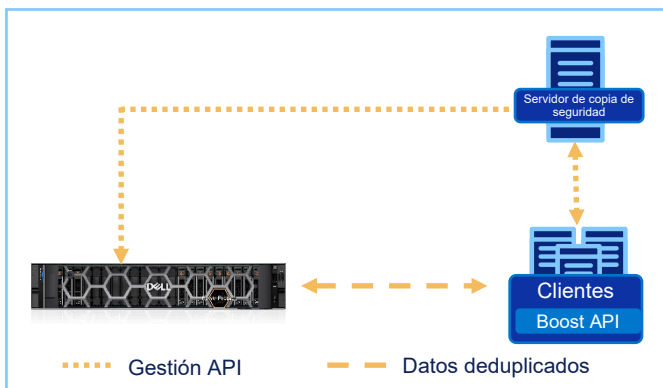 Servidor de copia de
seguridad
DELL
Clientes
Boost API
Gestión API
Datos deduplicados